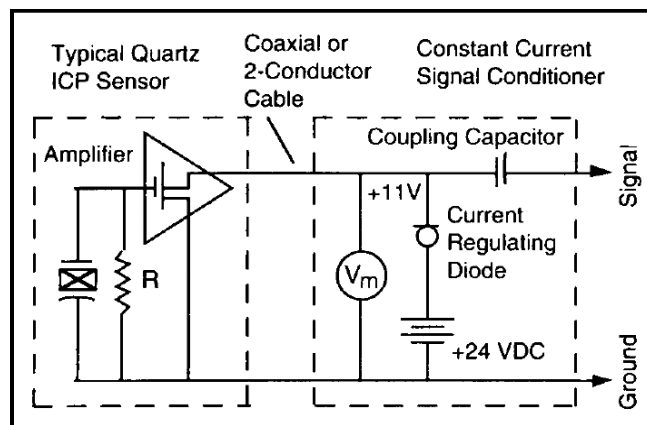 Typical Quartz
ICP Sensor
Coaxial or
2-Conductor
Cable
Constant Current
Signal Conditioner
Amplifier
Coupling Capacitor
+11V
Signal
R
Vm
Current
Regulating
Diode
+24 VDC
Ground